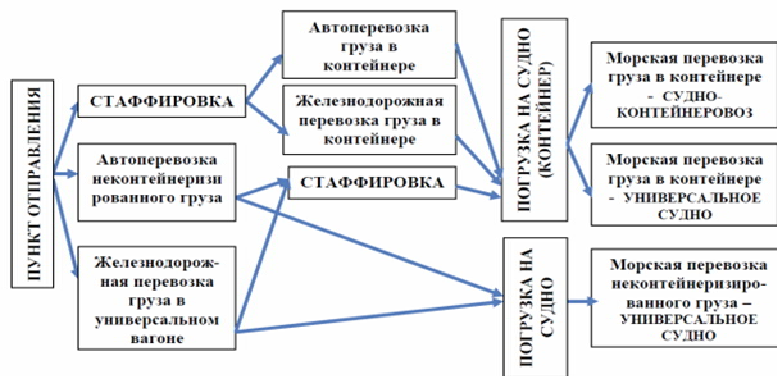 ПУНКТ ОТПРАВЛЕНИЯ
СТАФФИРОВКА
Автоперевозка
неконтейнеризи
рованного груза
Железнодорож-
ная перевозка
груза в
универсальном
вагоне
Автоперевозка
груза в
контейнере
Железнодорожная
перевозка груза в
контейнере
СТАФФИРОВКА
ПОГРУЗКА НА СУДНО
(КОНТЕЙНЕР)
ПОГРУЗКА НА
СУДНО
Морская перевозка
груза в контейнере
- СУДНО-
КОНТЕЙНЕРОВОЗ
Морская перевозка
груза в контейнере
- УНИВЕРСАЛЬНОЕ
СУДНО
Морская перевозка
неконтейнеризиро-
ванного груза –
УНИВЕРСАЛЬНОЕ
СУДНО